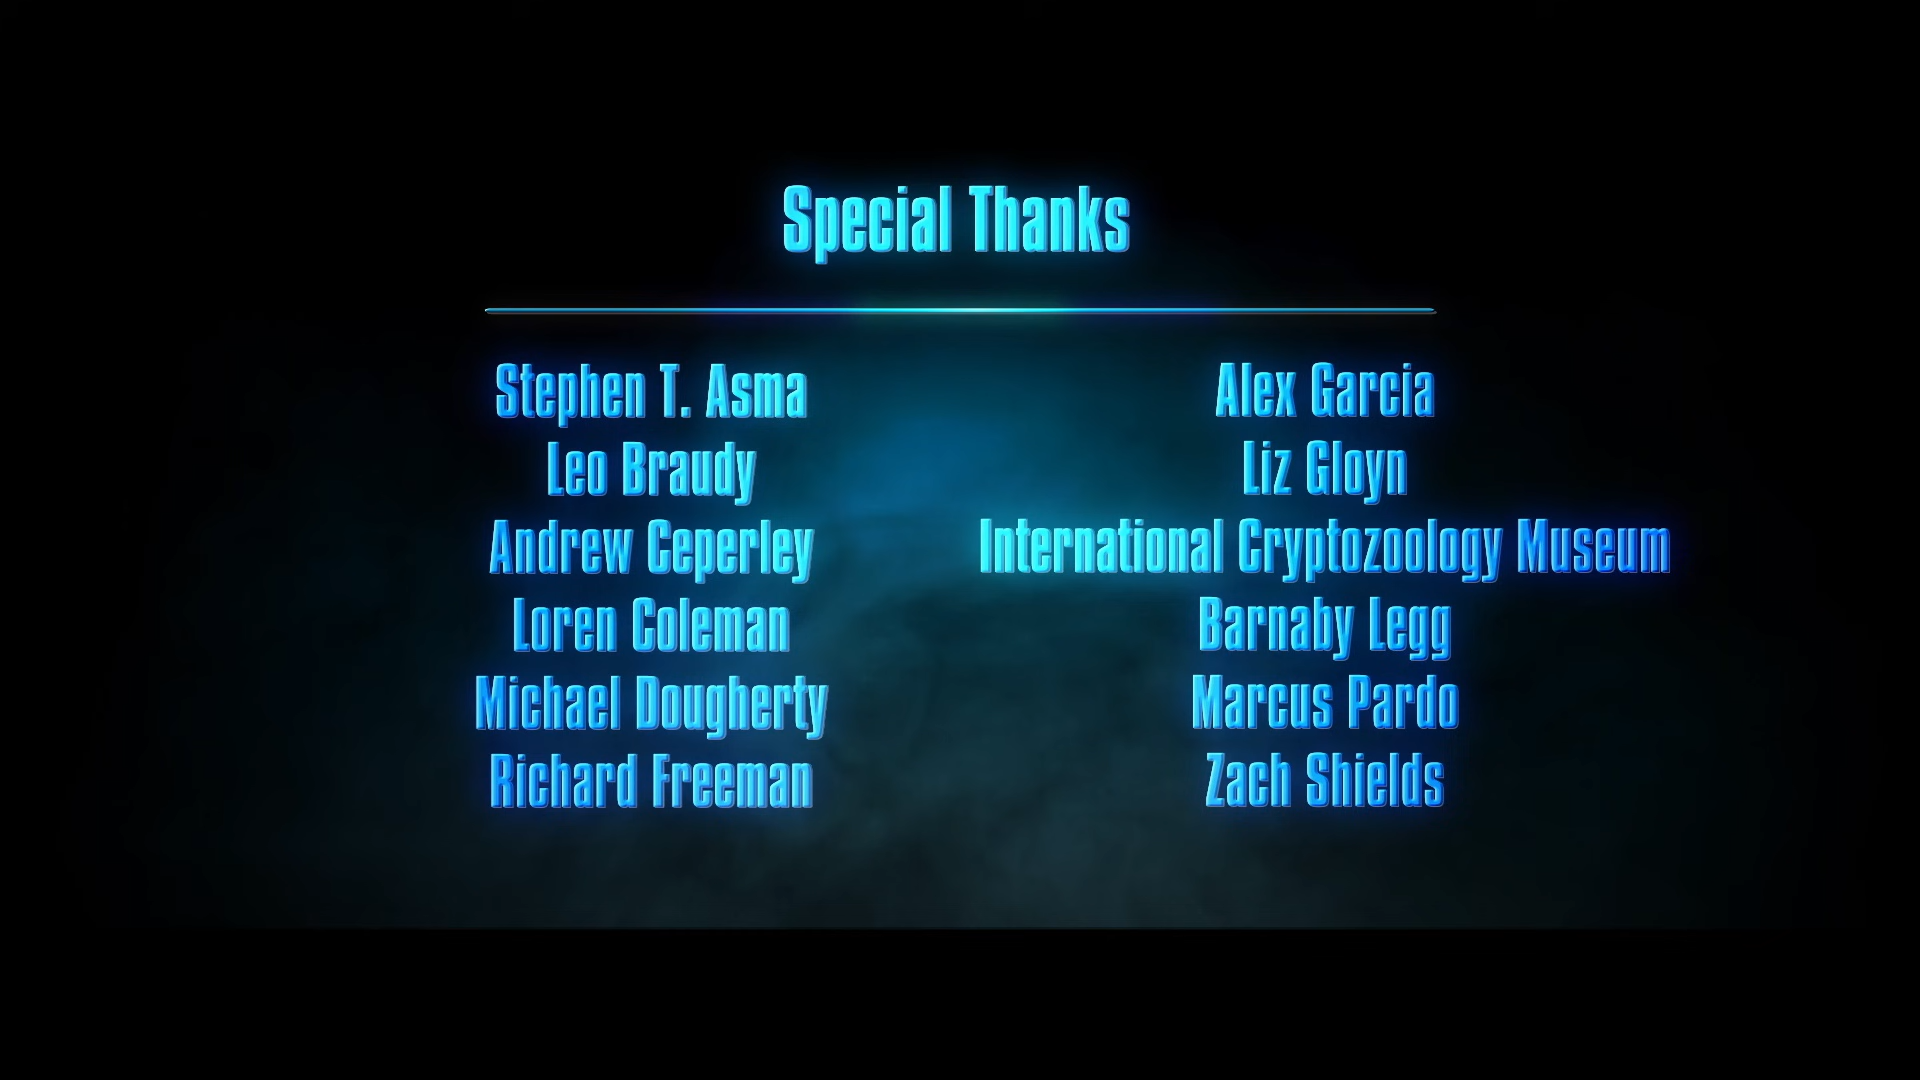 Special Thanks
Stephen T. Asma
Leo Braudy
Andrew Ceperley
Loren Coleman
Michael Dougherty
Richard Freeman
Alex Garcia
Liz Gloyn
International Cryptozoology Museum
Barnaby Legg
Marcus Pardo
Zach Shields